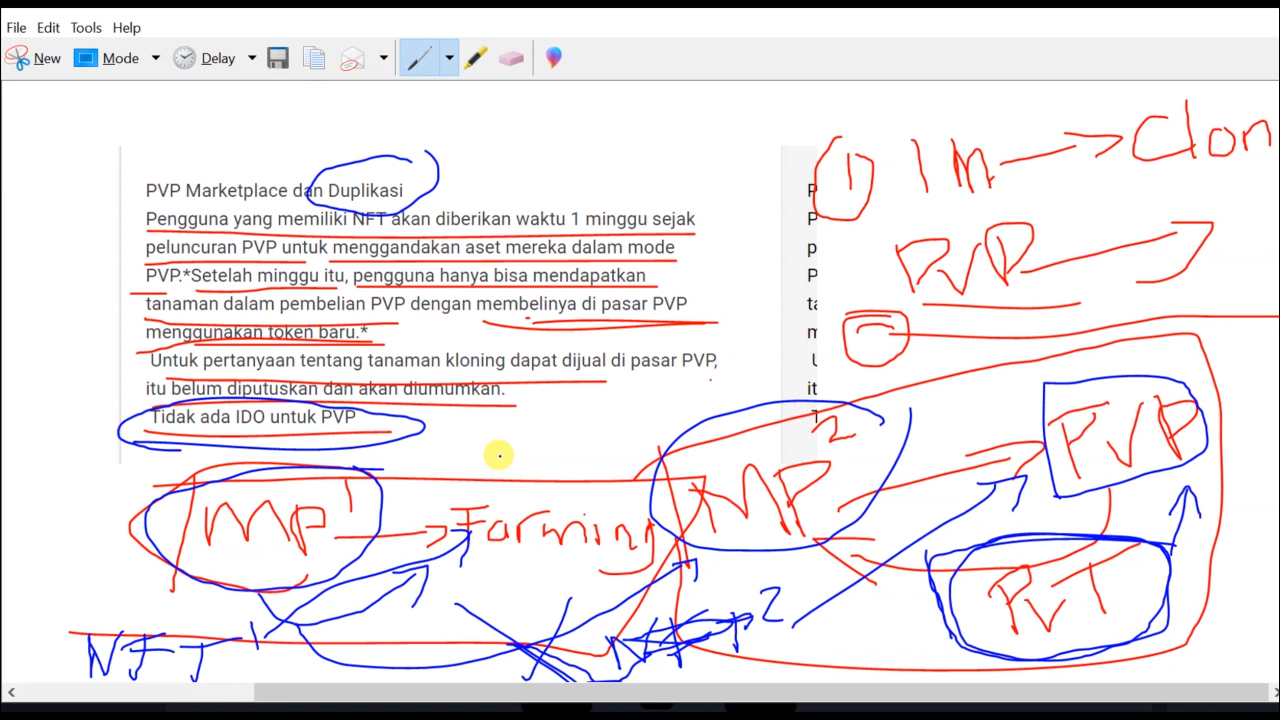 File Edit Tools Help
New Mode Delay
PVP Marketplace dan Duplikasi
Pengguna yang memiliki NFT akan diberikan waktu 1 minggu sejak
peluncuran PVP untuk menggandakan aset mereka dalam mode
PVP.*Setelah minggu itu, pengguna hanya bisa mendapatkan
tanaman dalam pembelian PVP dengan membelinya di pasar PVP
menggunakan token baru.*
Untuk pertanyaan tentang tanaman kloning dapat dijual di pasar PVP,
itu belum diputuskan dan akan diumumkan.
Tidak ada IDO untuk PVP
1 1M → Clon
PVP
MP 1 → Farming
MP 2
PVP
PVT
NFT 1
NFT 2